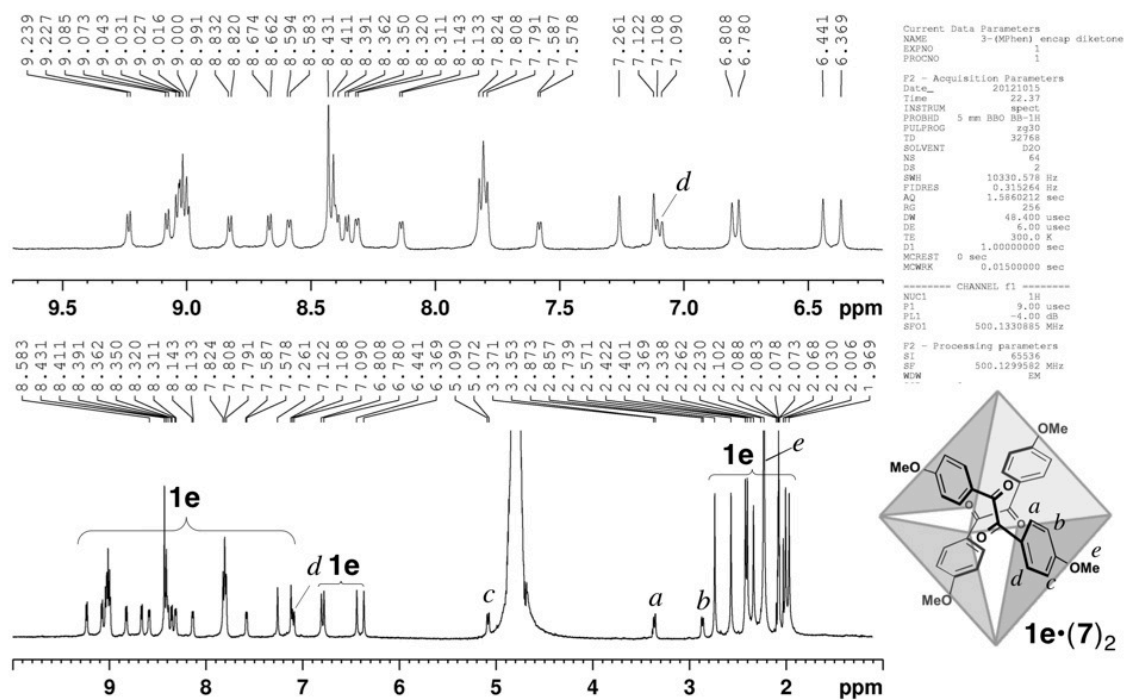 9.239 9.227 9.085 9.073 9.043 9.031 9.027 9.016 9.000 8.991 8.832 8.820 8.674 8.662 8.594 8.583 8.431 8.411 8.391 8.362 8.350 8.320 8.311 8.143 8.133 7.824 7.808 7.791 7.587 7.578 7.261 7.122 7.108 7.090 6.808 6.780 6.441 6.369
d
9.5 9.0 8.5 8.0 7.5 7.0 6.5 ppm
8.583 8.431 8.411 8.391 8.362 8.350 8.320 8.311 8.143 8.133 7.824 7.808 7.791 7.587 7.578 7.261 7.122 7.108 7.090 6.808 6.780 6.441 6.369 5.090 5.072 3.371 3.353 2.873 2.857 2.739 2.571 2.422 2.401 2.369 2.338 2.262 2.230 2.102 2.088 2.083 2.078 2.073 2.068 2.030 2.006 1.969
1e d 1e c a b 1e e
9 8 7 6 5 4 3 2 ppm
Current Data Parameters
NAME 3-(MPhen) encap diketone
EXPNO 1
PROCNO 1
F2 - Acquisition Parameters
Date_ 20121015
Time 22.37
INSTRUM spect
PROBHD 5 mm BBO BB-1H
PULPROG zg30
TD 32768
SOLVENT D2O
NS 64
DS 2
SWH 10330.578 Hz
FIDRES 0.315264 Hz
AQ 1.5860212 sec
RG 256
DW 48.400 usec
DE 6.00 usec
TE 300.0 K
D1 1.00000000 sec
MCREST 0 sec
MCWRK 0.01500000 sec
======== CHANNEL f1 ========
NUC1 1H
P1 9.00 usec
PL1 -4.00 dB
SFO1 500.1330885 MHz
F2 - Processing parameters
SI 65536
SF 500.1299582 MHz
WDW EM
OMe
MeO
O
a
b
O
O
O
e
OMe
d
c
MeO
1e•(7)2